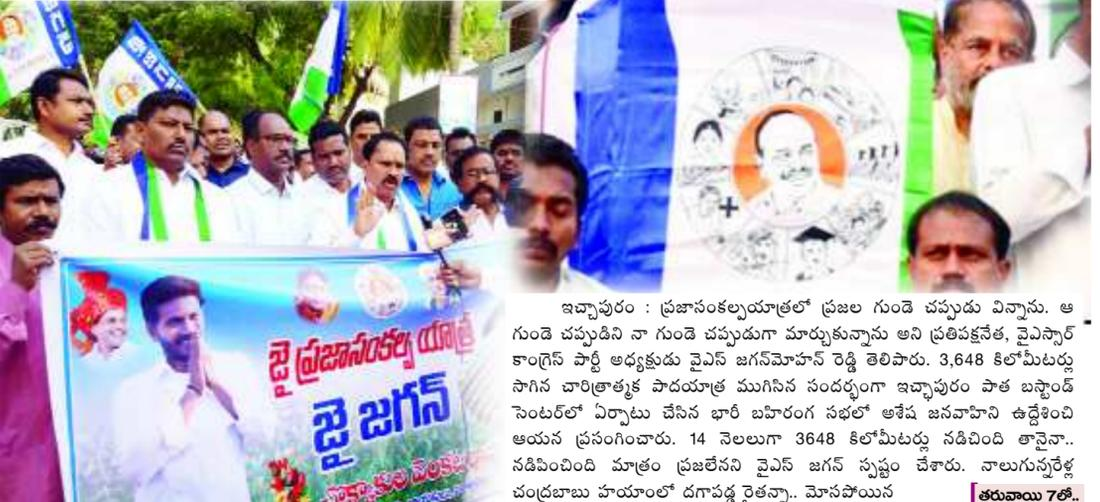 జై ప్రజాసంకల్ప యాత్ర
జై జగన్
ఇచ్ఛాపురం : ప్రజాసంకల్పయాత్రలో ప్రజల గుండె చప్పుడు విన్నాను. ఆ
గుండె చప్పుడిని నా గుండె చప్పుడుగా మార్చుకున్నాను అని ప్రతిపక్షనేత, వైఎస్సార్
కాంగ్రెస్ పార్టీ అధ్యక్షుడు వైఎస్ జగన్‌మోహన్ రెడ్డి తెలిపారు. 3,648 కిలోమీటర్లు
సాగిన చారిత్రాత్మక పాదయాత్ర ముగిసిన సందర్భంగా ఇచ్ఛాపురం పాత బస్టాండ్
సెంటర్‌లో ఏర్పాటు చేసిన భారీ బహిరంగ సభలో అశేష జనవాహిని ఉద్దేశించి
ఆయన ప్రసంగించారు. 14 నెలలుగా 3648 కిలోమీటర్లు నడిచింది తానైనా..
నడిపించింది మాత్రం ప్రజలేనని వైఎస్ జగన్ స్పష్టం చేశారు. నాలుగున్నరేళ్ల
చంద్రబాబు హయాంలో దగాపడ్డ రైతన్నా.. మోసపోయిన
తరువాయి 7లో..